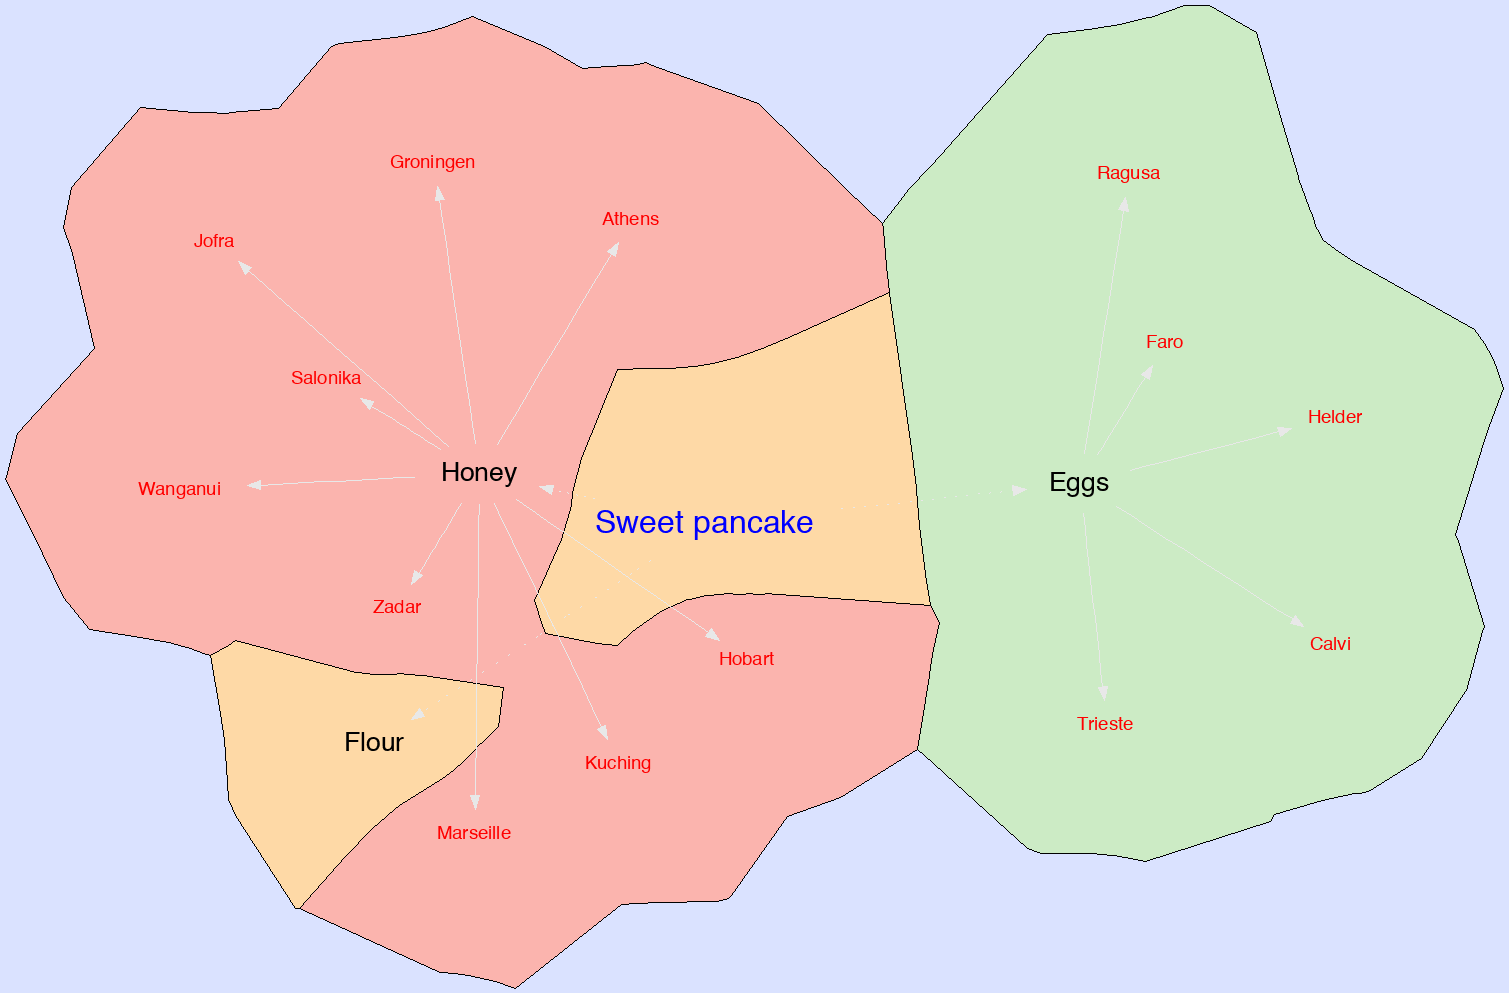 Groningen
Ragusa
Athens
Jofra
Faro
Salonika
Helder
Honey
Eggs
Wanganui
Sweet pancake
Zadar
Calvi
Hobart
Trieste
Flour
Kuching
Marseille